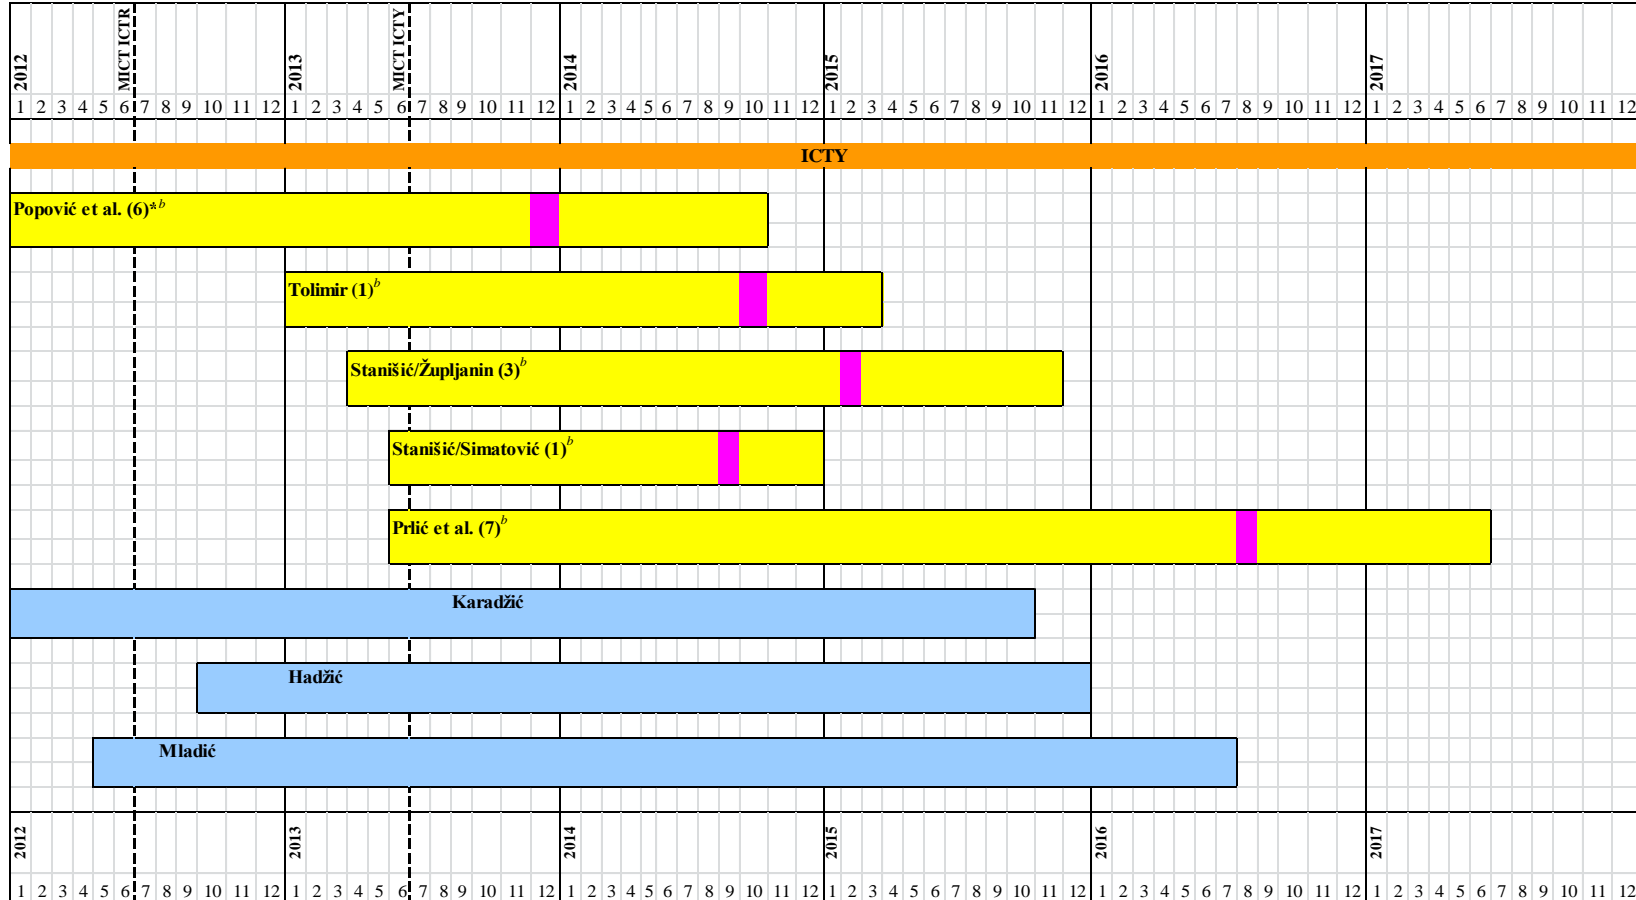 2012 MICT ICTR 2013 MICT ICTY 2014 2015 2016 2017
1 2 3 4 5 6 7 8 9 10 11 12 1 2 3 4 5 6 7 8 9 10 11 12 1 2 3 4 5 6 7 8 9 10 11 12 1 2 3 4 5 6 7 8 9 10 11 12 1 2 3 4 5 6 7 8 9 10 11 12 1 2 3 4 5 6 7 8 9 10 11 12
ICTY
Popović et al. (6)*b
Tolimir (1)b
Stanišić/Župljanin (3)b
Stanišić/Simatović (1)b
Prlić et al. (7)b
Karadžić
Hadžić
Mladić
2012 2013 2014 2015 2016 2017
1 2 3 4 5 6 7 8 9 10 11 12 1 2 3 4 5 6 7 8 9 10 11 12 1 2 3 4 5 6 7 8 9 10 11 12 1 2 3 4 5 6 7 8 9 10 11 12 1 2 3 4 5 6 7 8 9 10 11 12 1 2 3 4 5 6 7 8 9 10 11 12